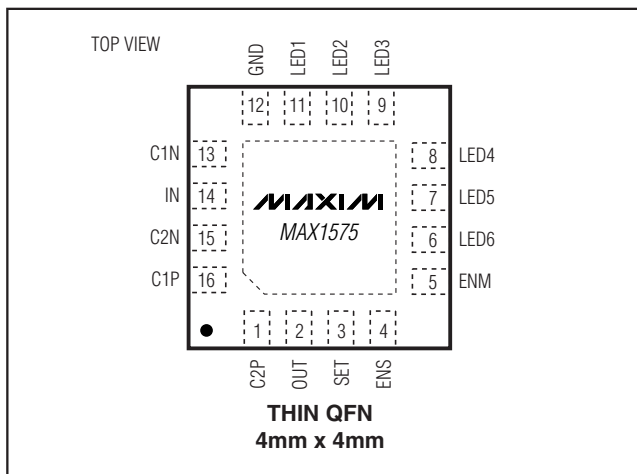 TOP VIEW
GND
LED1
LED2
LED3
12
11
10
9
C1N 13
8 LED4
IN 14
7 LED5
C2N 15
6 LED6
C1P 16
5 ENM
MAXIM
MAX1575
1
2
3
4
C2P
OUT
SET
ENS
THIN QFN
4mm x 4mm